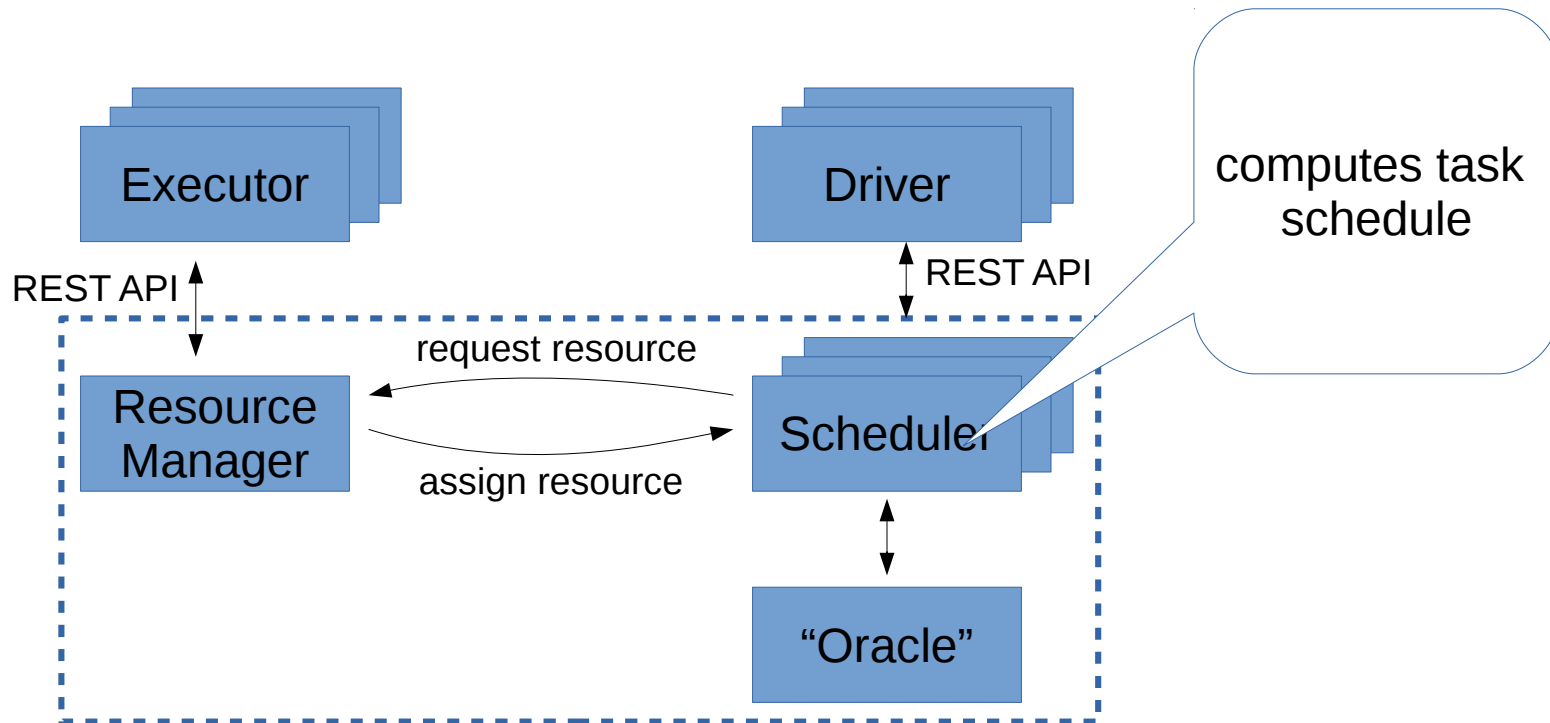 Executor
Driver
computes task
schedule
REST API
REST API
request resource
Resource
Manager
Scheduler
assign resource
“Oracle”